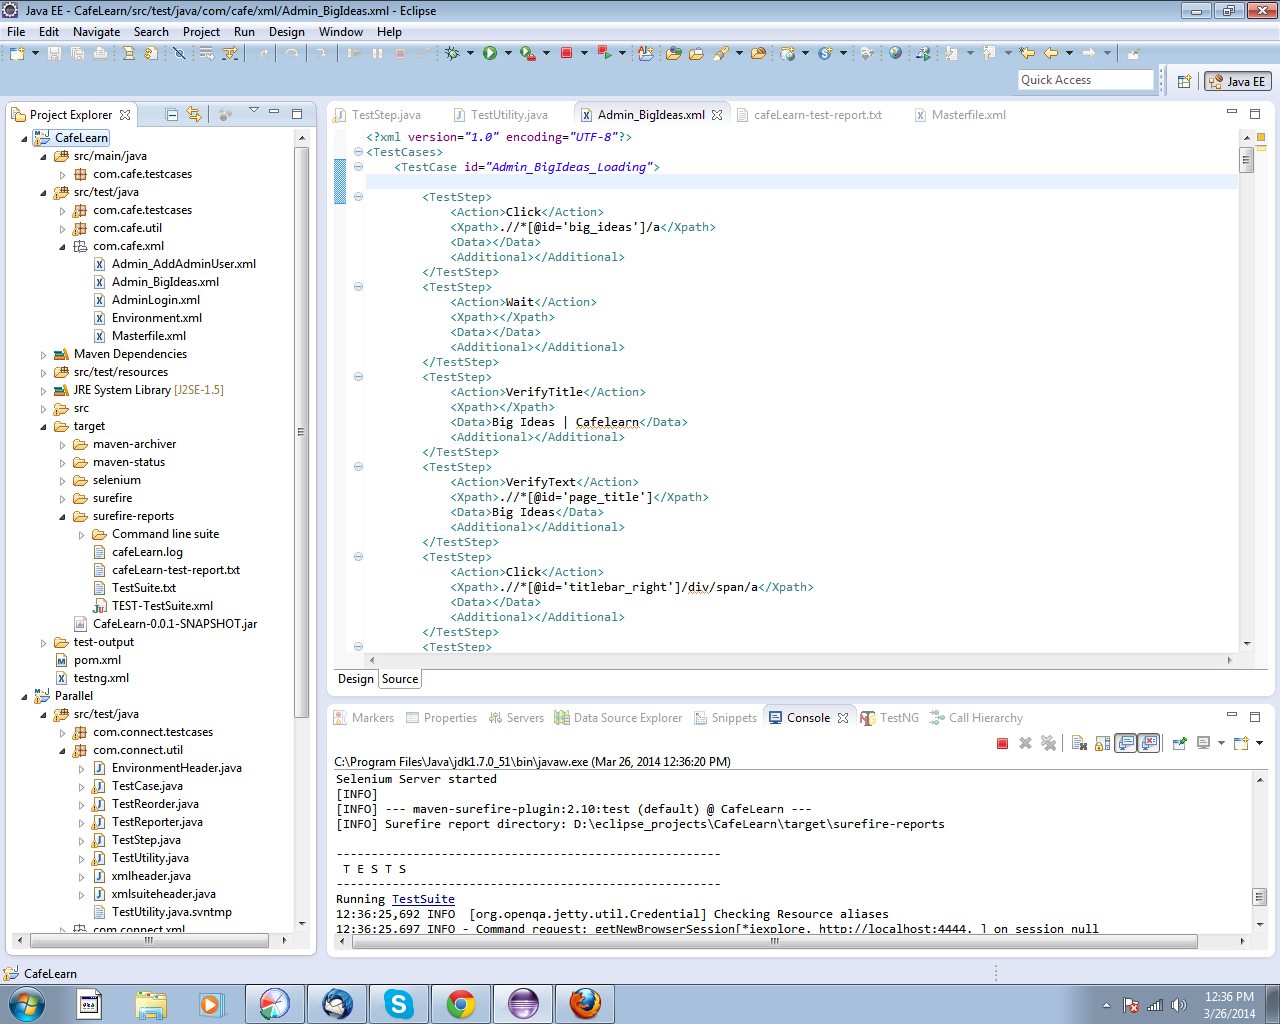 Java EE - CafeLearn/src/test/java/com/cafe/xml/Admin_BigIdeas.xml - Eclipse
File Edit Navigate Search Project Run Design Window Help
Quick Access
Java EE
Project Explorer
CafeLearn
src/main/java
com.cafe.testcases
src/test/java
com.cafe.testcases
com.cafe.util
com.cafe.xml
Admin_AddAdminUser.xml
Admin_BigIdeas.xml
AdminLogin.xml
Environment.xml
Masterfile.xml
Maven Dependencies
src/test/resources
JRE System Library [J2SE-1.5]
src
target
maven-archiver
maven-status
selenium
surefire
surefire-reports
Command line suite
cafeLearn.log
cafeLearn-test-report.txt
TestSuite.txt
TEST-TestSuite.xml
CafeLearn-0.0.1-SNAPSHOT.jar
test-output
pom.xml
testng.xml
Parallel
src/test/java
com.connect.testcases
com.connect.util
EnvironmentHeader.java
TestCase.java
TestReorder.java
TestReporter.java
TestStep.java
TestUtility.java
xmlheader.java
xmlsuiteheader.java
TestUtility.java.svntmp
com.connect.xml
TestStep.java TestUtility.java Admin_BigIdeas.xml cafeLearn-test-report.txt Masterfile.xml
<?xml version="1.0" encoding="UTF-8"?>
<TestCases>
<TestCase id="Admin_BigIdeas_Loading">
<TestStep>
<Action>Click</Action>
<Xpath>.//*[@id='big_ideas']/a</Xpath>
<Data></Data>
<Additional></Additional>
</TestStep>
<TestStep>
<Action>Wait</Action>
<Xpath></Xpath>
<Data></Data>
<Additional></Additional>
</TestStep>
<TestStep>
<Action>VerifyTitle</Action>
<Xpath></Xpath>
<Data>Big Ideas | Cafelearn</Data>
<Additional></Additional>
</TestStep>
<TestStep>
<Action>VerifyText</Action>
<Xpath>.//*[@id='page_title']</Xpath>
<Data>Big Ideas</Data>
<Additional></Additional>
</TestStep>
<TestStep>
<Action>Click</Action>
<Xpath>.//*[@id='titlebar_right']/div/span/a</Xpath>
<Data></Data>
<Additional></Additional>
</TestStep>
<TestStep>
Design Source
Markers Properties Servers Data Source Explorer Snippets Console TestNG Call Hierarchy
C:\Program Files\Java\jdk1.7.0_51\bin\javaw.exe (Mar 26, 2014 12:36:20 PM)
Selenium Server started
[INFO]
[INFO] --- maven-surefire-plugin:2.10:test (default) @ CafeLearn ---
[INFO] Surefire report directory: D:\eclipse_projects\CafeLearn\target\surefire-reports
-------------------------------------------------------
T E S T S
-------------------------------------------------------
Running TestSuite
12:36:25,692 INFO  [org.openqa.jetty.util.Credential] Checking Resource aliases
12:36:25,697 INFO - Command request: getNewBrowserSession[*iexplore, http://localhost:4444, ] on session null
CafeLearn
12:36 PM
3/26/2014